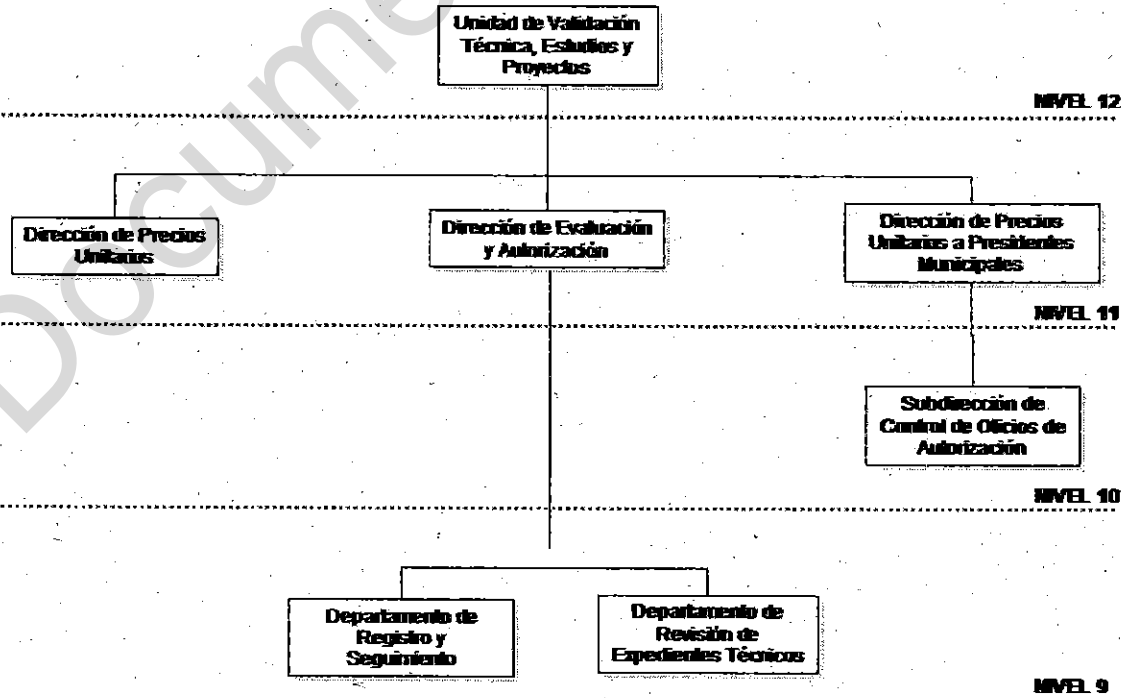 Docume
Unidad de Validación
Técnica, Estudios y
Proyectos
NIVEL 12
Dirección de Precios
Unitarios
Dirección de Evaluación
y Autorización
Dirección de Precios
Unitarios a Presidentes
Municipales
NIVEL 11
Subdirección de
Control de Oficios de
Autorización
NIVEL 10
Departamento de
Registro y
Seguimiento
Departamento de
Revisión de
Expedientes Técnicos
NIVEL 9